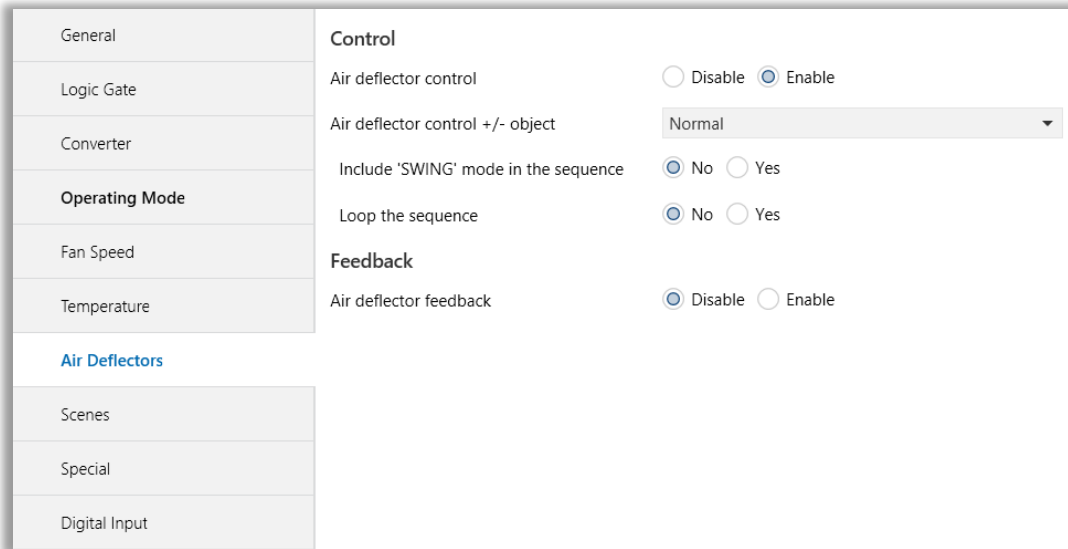 General
Logic Gate
Converter
Operating Mode
Fan Speed
Temperature
Air Deflectors
Scenes
Special
Digital Input
Control
Air deflector control Disable Enable
Air deflector control +/- object Normal
Include 'SWING' mode in the sequence No Yes
Loop the sequence No Yes
Feedback
Air deflector feedback Disable Enable